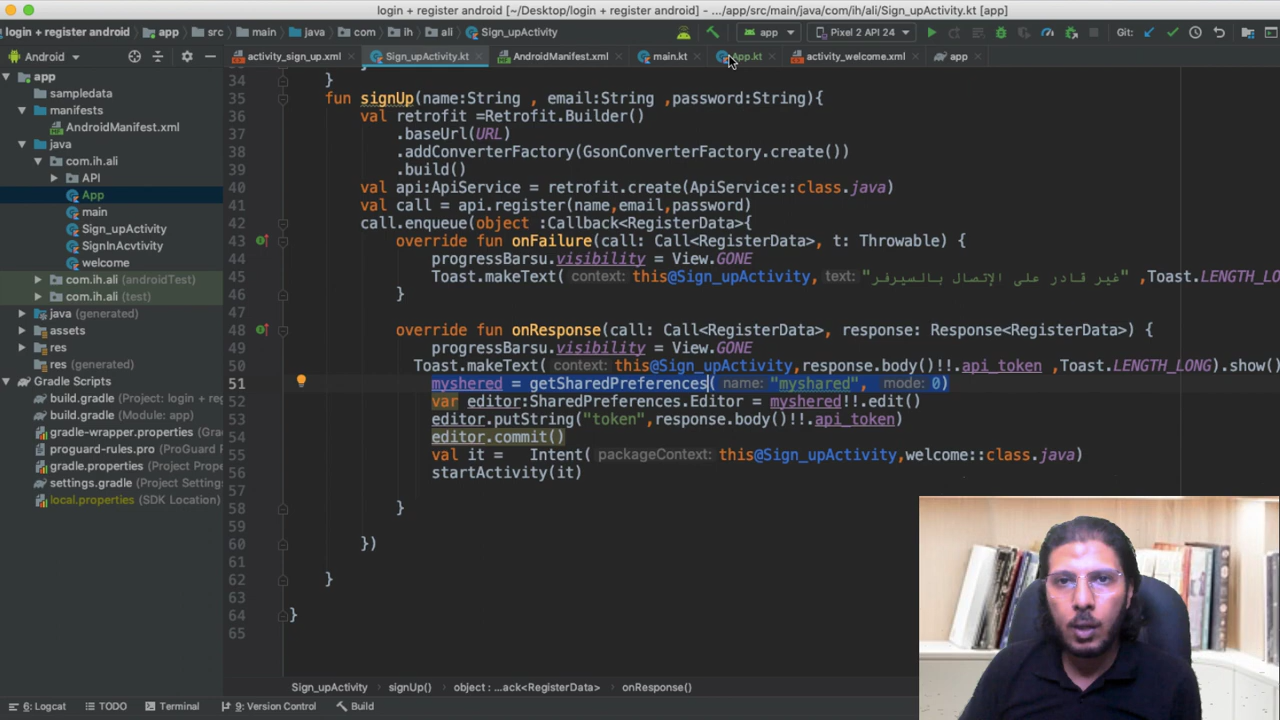 login + register android [~/Desktop/login + register android] - .../app/src/main/java/com/ih/ali/Sign_upActivity.kt [app]
login + register android app src main java com ih ali Sign_upActivity app Pixel 2 API 24 Git:
Android activity_sign_up.xml Sign_upActivity.kt AndroidManifest.xml main.kt App.kt activity_welcome.xml app
app
sampledata
manifests
AndroidManifest.xml
java
com.ih.ali
API
App
main
Sign_upActivity
SignInAcvtivity
welcome
com.ih.ali (androidTest)
com.ih.ali (test)
java (generated)
assets
res
res (generated)
Gradle Scripts
build.gradle (Project: login +
build.gradle (Module: app)
gradle-wrapper.properties (Gra
proguard-rules.pro (ProGuard
gradle.properties (Project Prop
settings.gradle (Project Setting
local.properties (SDK Location)
34 }
35 fun signUp(name:String , email:String ,password:String){
36 val retrofit =Retrofit.Builder()
37 .baseUrl(URL)
38 .addConverterFactory(GsonConverterFactory.create())
39 .build()
40 val api:ApiService = retrofit.create(ApiService::class.java)
41 val call = api.register(name,email,password)
42 call.enqueue(object :Callback<RegisterData>{
43 override fun onFailure(call: Call<RegisterData>, t: Throwable) {
44 progressBarsu.visibility = View.GONE
45 Toast.makeText( context: this@Sign_upActivity, text: "غير قادر على الإتصال بالسيرفر" ,Toast.LENGTH_LON
46 }
47
48 override fun onResponse(call: Call<RegisterData>, response: Response<RegisterData>) {
49 progressBarsu.visibility = View.GONE
50 Toast.makeText( context: this@Sign_upActivity,response.body()!!.api_token ,Toast.LENGTH_LONG).show()
51 myshered = getSharedPreferences( name: "myshared", mode: 0)
52 var editor:SharedPreferences.Editor = myshered!!.edit()
53 editor.putString("token",response.body()!!.api_token)
54 editor.commit()
55 val it = Intent( packageContext: this@Sign_upActivity,welcome::class.java)
56 startActivity(it)
57
58 }
59
60 })
61
62 }
63
64 }
65
Sign_upActivity signUp() object : ...ack<RegisterData> onResponse()
6: Logcat TODO Terminal 9: Version Control Build